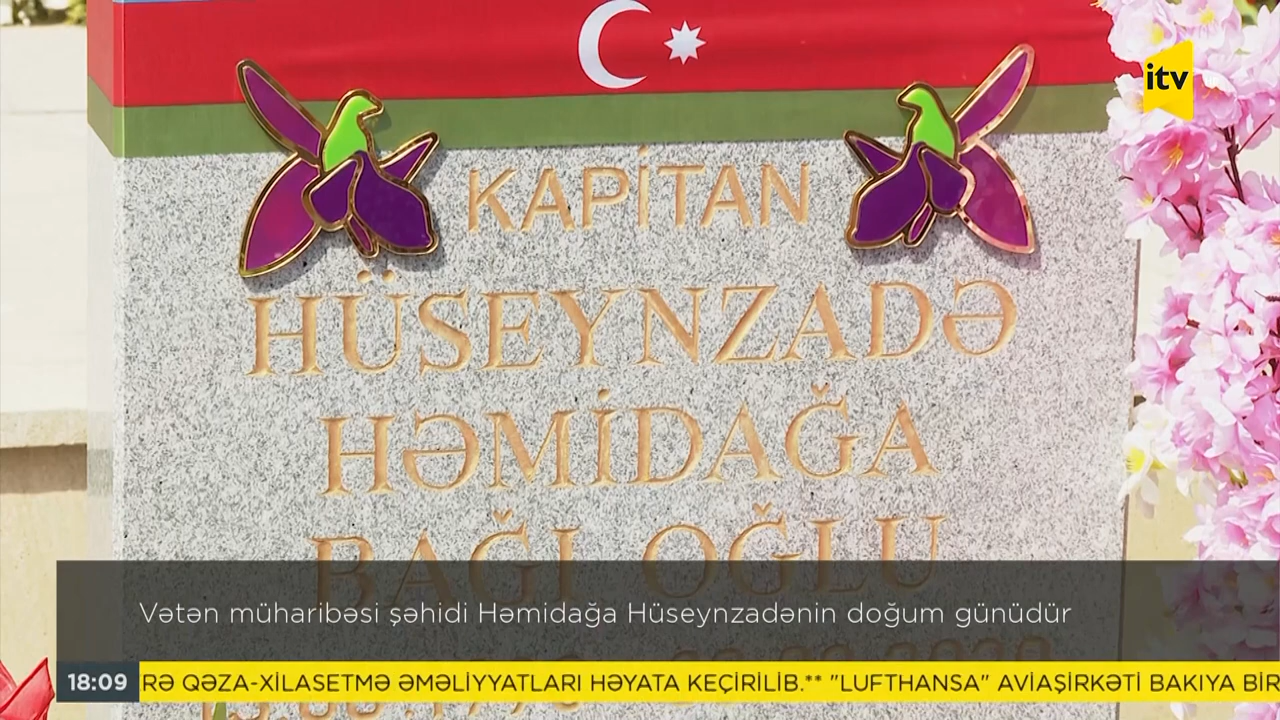 itv
KAPİTAN
HÜSEYNZADƏ
HƏMİDAĞA
BAĞI OĞLU
Vətən müharibəsi şəhidi Həmidağa Hüseynzadənin doğum günüdür
18:09
RƏ QƏZA-XİLASETMƏ ƏMƏLİYYATLARI HƏYATA KEÇİRİLİB.** "LUFTHANSA" AVİAŞİRKƏTİ BAKIYA BİR